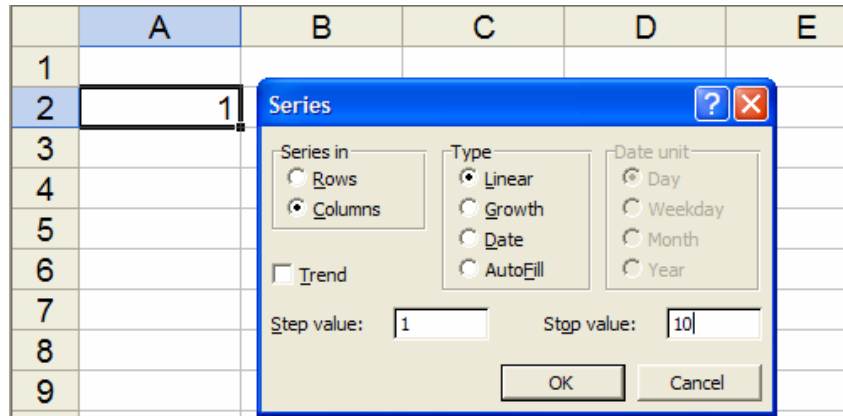 A B C D E
1
2 1
3
4
5
6
7
8
9
Series
Series in
Rows
Columns
Trend
Type
Linear
Growth
Date
AutoFill
Date unit
Day
Weekday
Month
Year
Step value: 1
Stop value: 10
OK Cancel